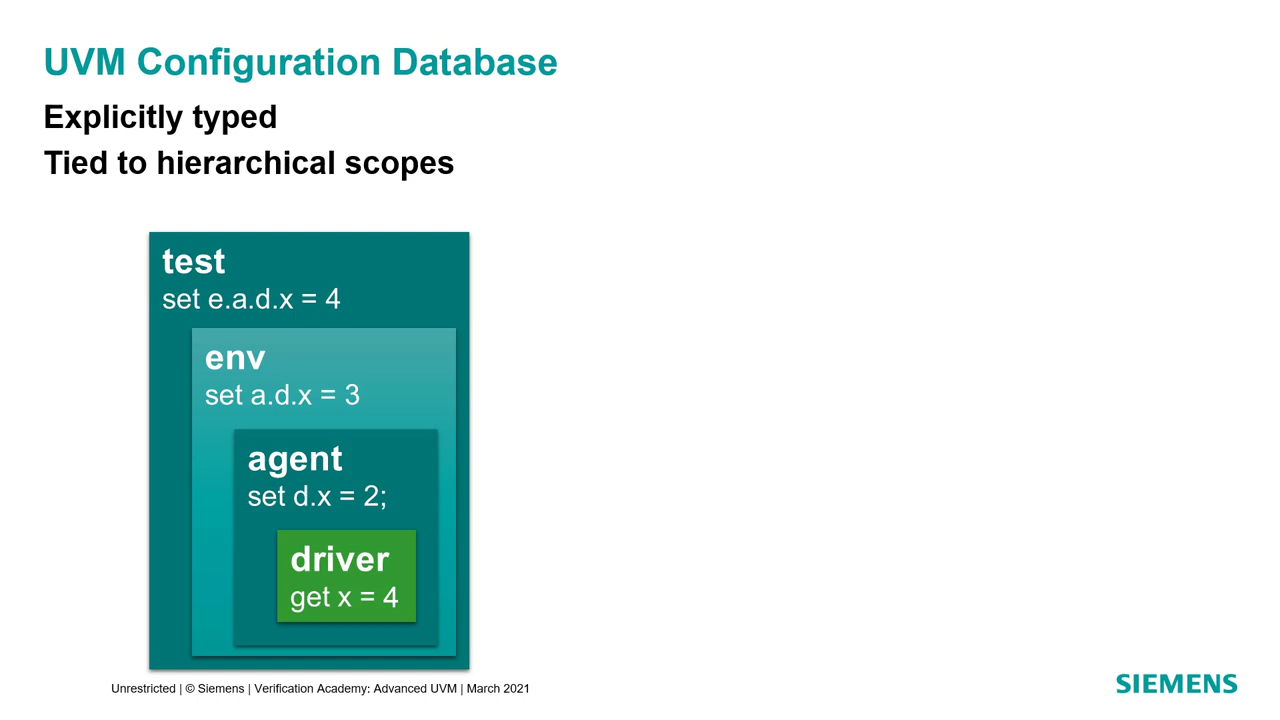 UVM Configuration Database
Explicitly typed
Tied to hierarchical scopes
test
set e.a.d.x = 4
env
set a.d.x = 3
agent
set d.x = 2;
driver
get x = 4
Unrestricted | © Siemens | Verification Academy: Advanced UVM | March 2021
SIEMENS